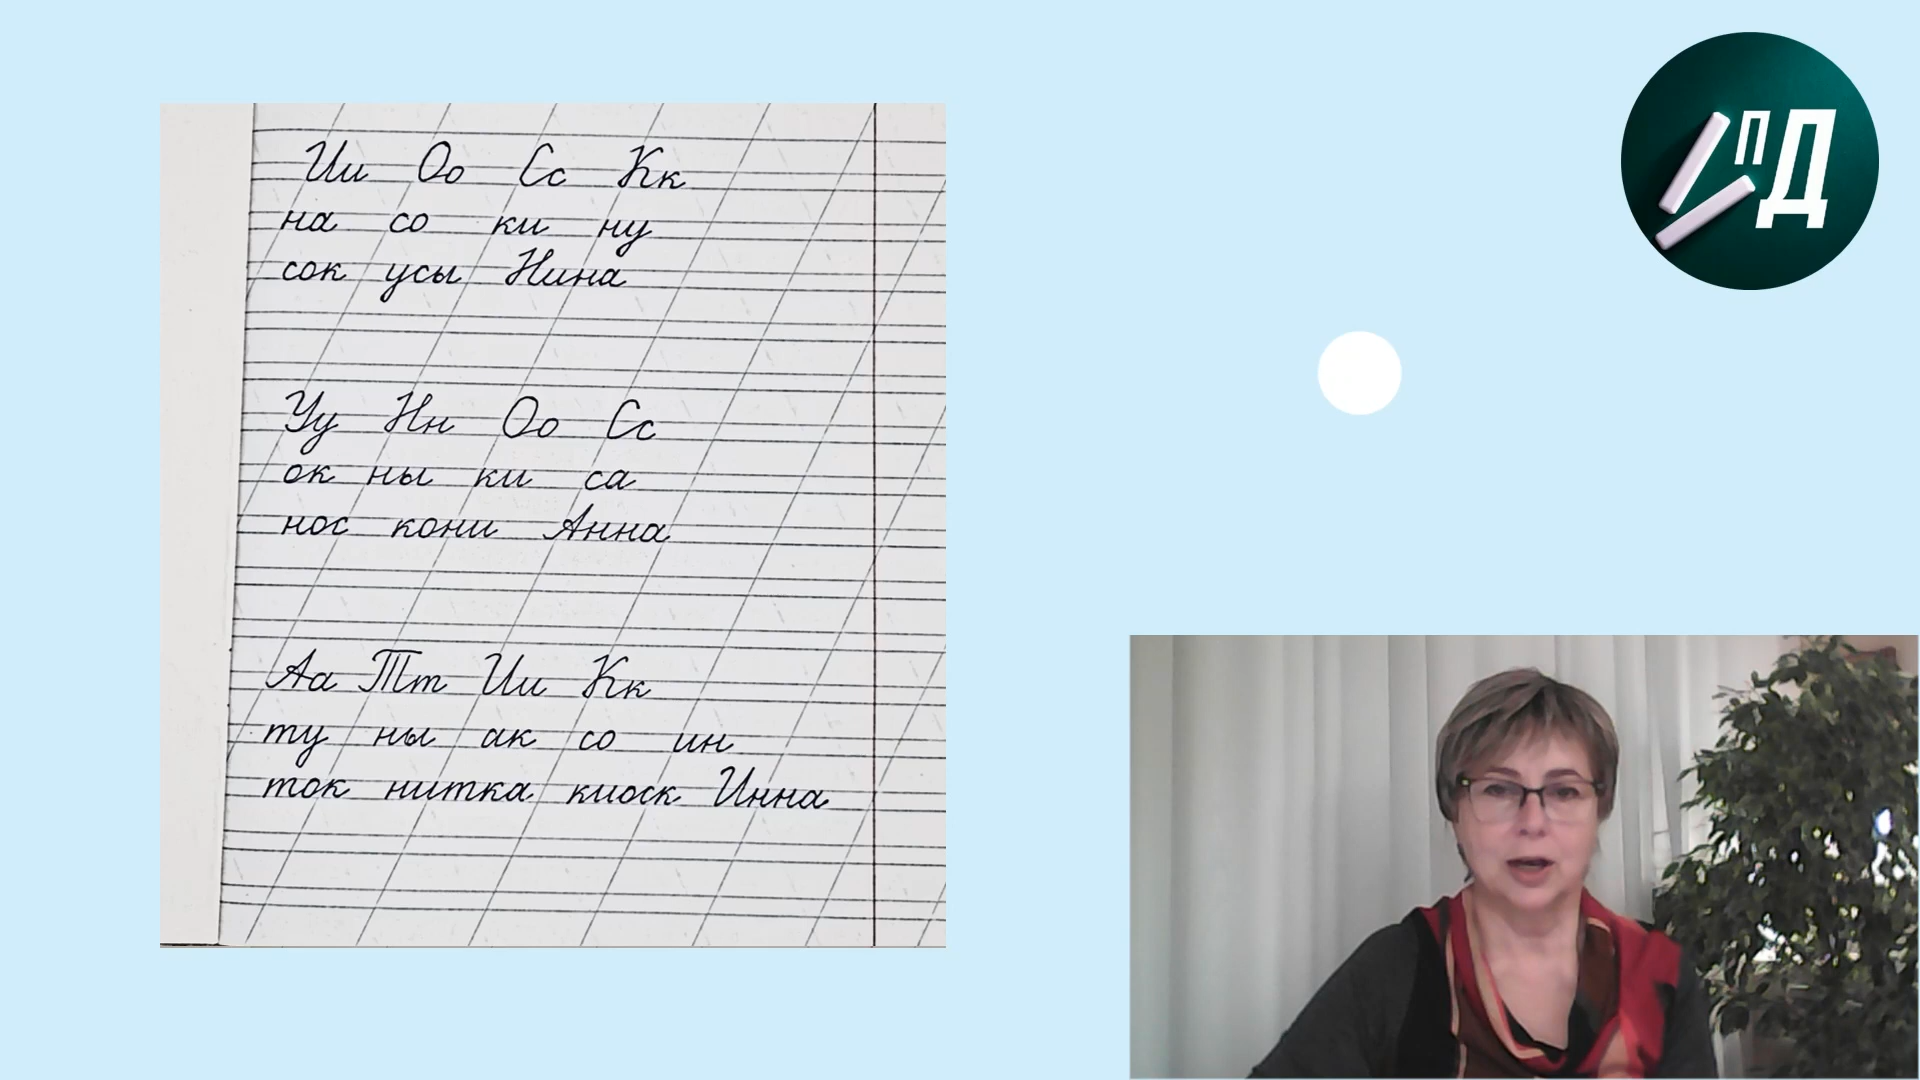 Ии Оо Сс Кк
на со ки ну
сок усы Нина
Уу Нн Оо Сс
ок ны ки са
нос кони Анна
Аа Тт Ии Кк
ту ны ак со ин
ток нитка киоск Инна
пД